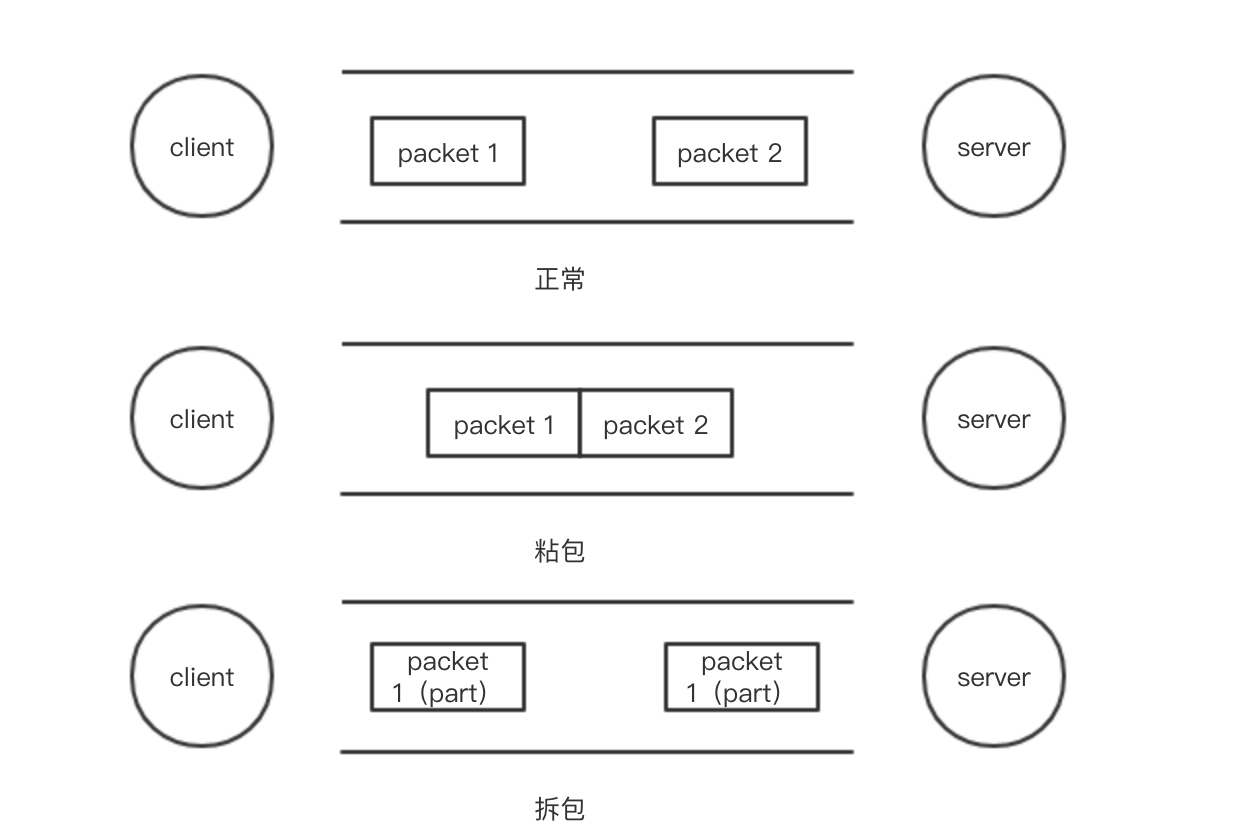 client
packet 1
packet 2
server
正常
client
packet 1
packet 2
server
粘包
client
packet
1（part）
packet
1（part）
server
拆包